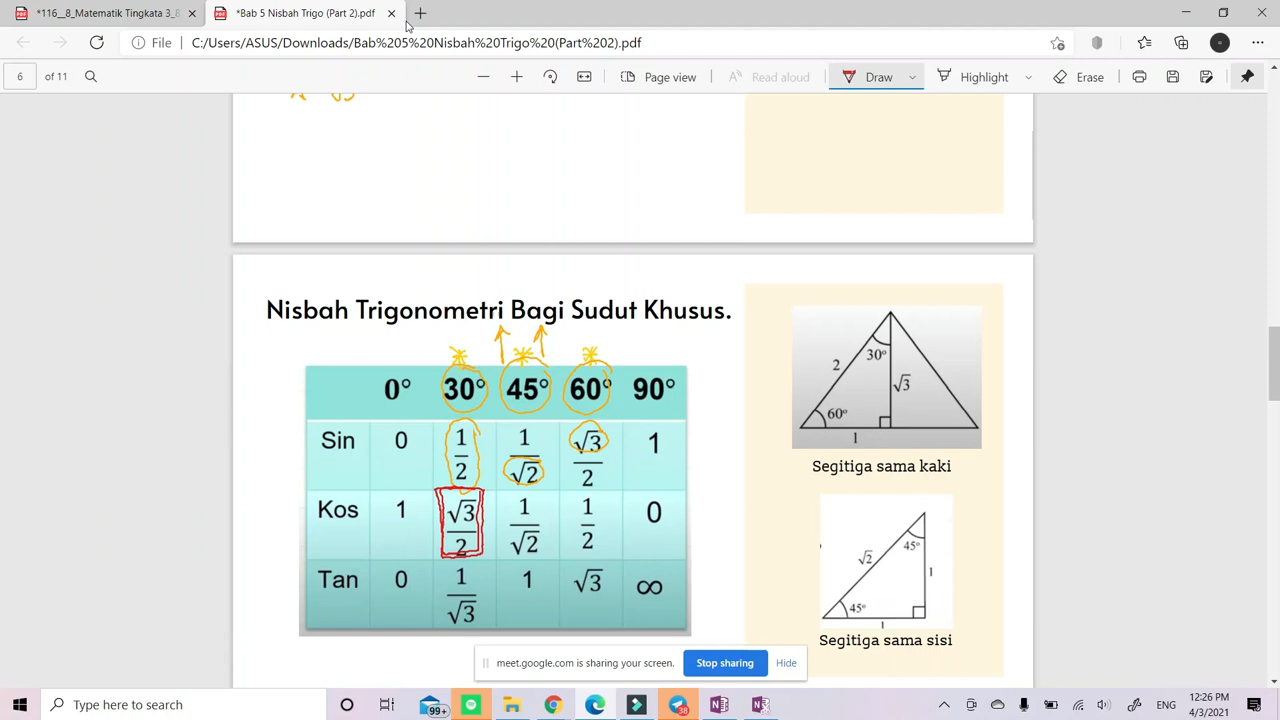 *116__8_Matematik Tingkata 3_8
*Bab 5 Nisbah Trigo (Part 2).pdf
File
C:/Users/ASUS/Downloads/Bab%205%20Nisbah%20Trigo%20(Part%202).pdf
6 of 11
Page view
Read aloud
Draw
Highlight
Erase
Nisbah Trigonometri Bagi Sudut Khusus.
0° 30° 45° 60° 90°
Sin 0 1/2 1/√2 √3/2 1
Kos 1 √3/2 1/√2 1/2 0
Tan 0 1/√3 1 √3 ∞
2 30° √3 60° 1
Segitiga sama kaki
√2 45° 1 45° 1
Segitiga sama sisi
meet.google.com is sharing your screen.
Stop sharing
Hide
Type here to search
99+
38
ENG
12:26 PM
4/3/2021